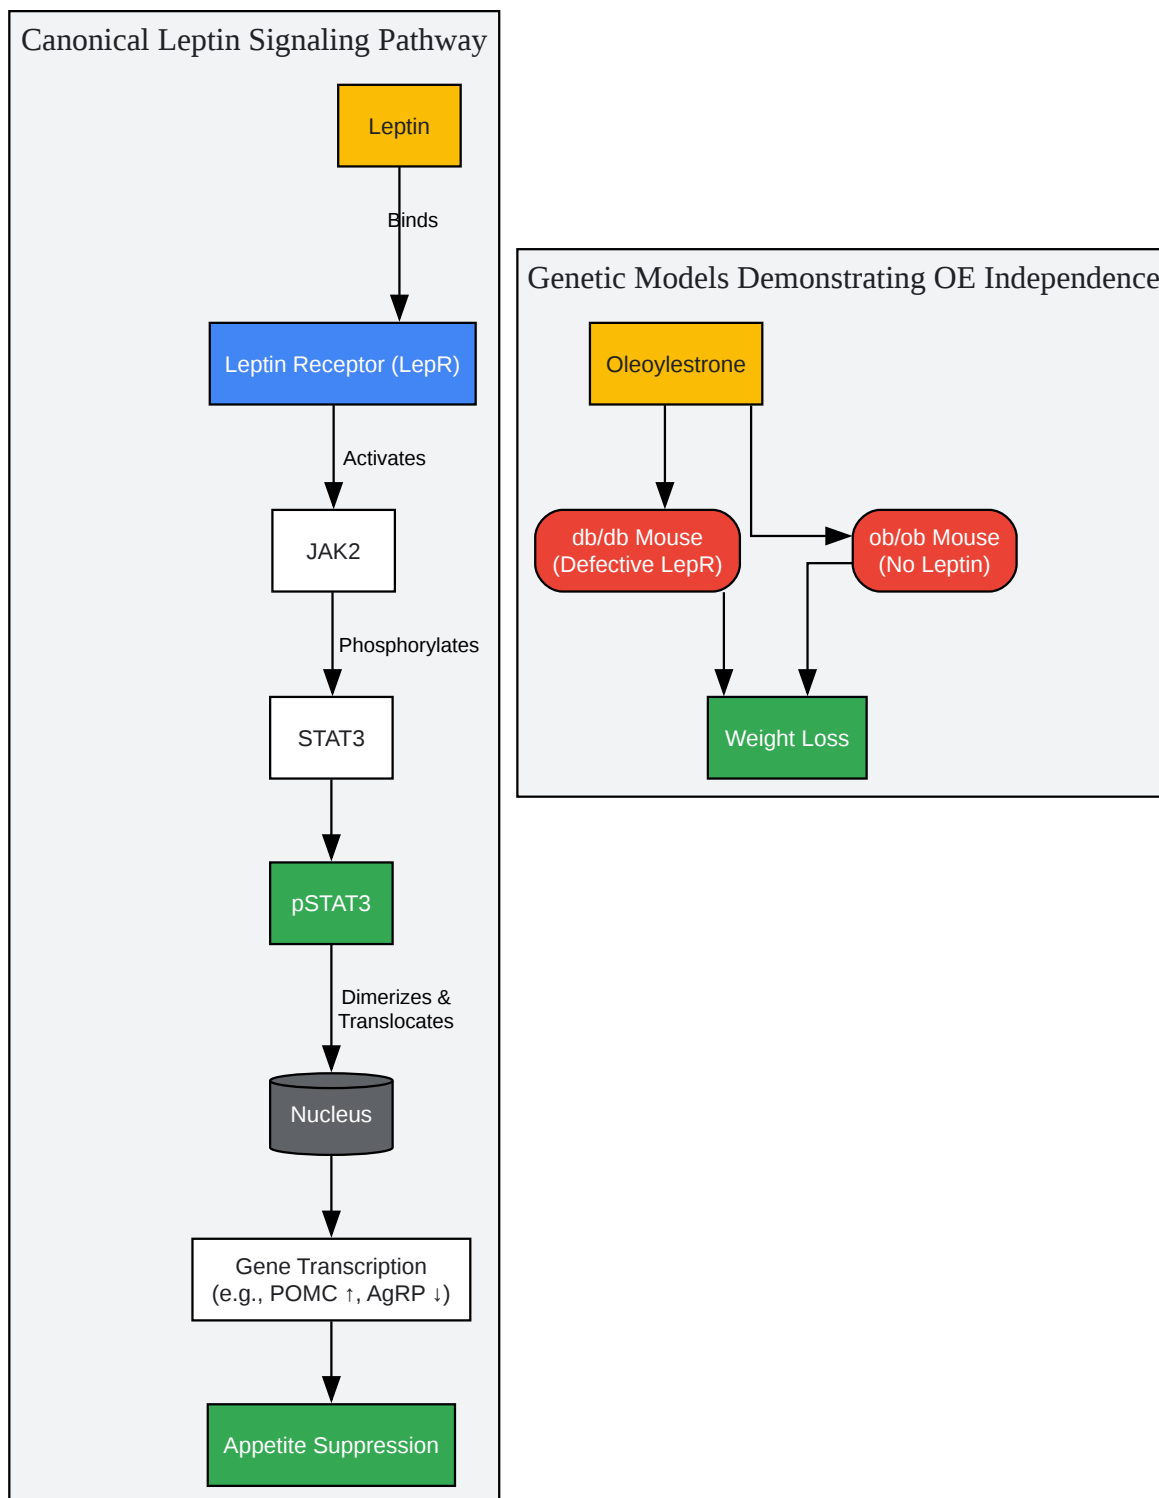 Canonical Leptin Signaling Pathway
Leptin
Binds
Leptin Receptor (LepR)
Activates
JAK2
Phosphorylates
STAT3
pSTAT3
Dimerizes &
Translocates
Nucleus
Gene Transcription
(e.g., POMC ↑, AgRP ↓)
Appetite Suppression
Genetic Models Demonstrating OE Independence
Oleoylestrone
db/db Mouse
(Defective LepR)
ob/ob Mouse
(No Leptin)
Weight Loss